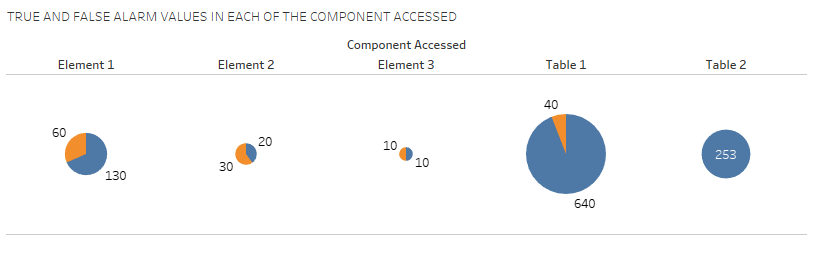 TRUE AND FALSE ALARM VALUES IN EACH OF THE COMPONENT ACCESSED
Component Accessed
Element 1 Element 2 Element 3 Table 1 Table 2
60 130
30 20
10 10
40 640
253